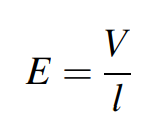 E = V/l